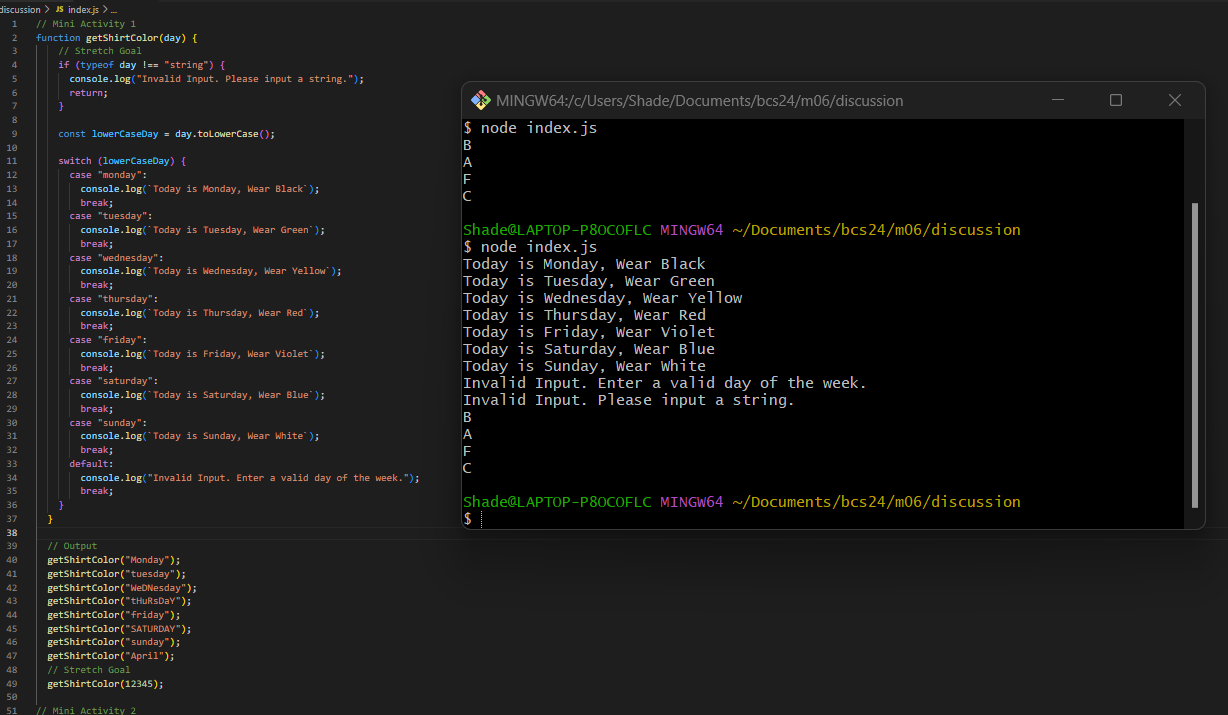 discussion > JS index.js > ...
1 // Mini Activity 1
2 function getShirtColor(day) {
3 // Stretch Goal
4 if (typeof day !== "string") {
5 console.log("Invalid Input. Please input a string.");
6 return;
7 }
8
9 const lowerCaseDay = day.toLowerCase();
10
11 switch (lowerCaseDay) {
12 case "monday":
13 console.log(`Today is Monday, Wear Black`);
14 break;
15 case "tuesday":
16 console.log(`Today is Tuesday, Wear Green`);
17 break;
18 case "wednesday":
19 console.log(`Today is Wednesday, Wear Yellow`);
20 break;
21 case "thursday":
22 console.log(`Today is Thursday, Wear Red`);
23 break;
24 case "friday":
25 console.log(`Today is Friday, Wear Violet`);
26 break;
27 case "saturday":
28 console.log(`Today is Saturday, Wear Blue`);
29 break;
30 case "sunday":
31 console.log(`Today is Sunday, Wear White`);
32 break;
33 default:
34 console.log("Invalid Input. Enter a valid day of the week.");
35 break;
36 }
37 }
38
39 // Output
40 getShirtColor("Monday");
41 getShirtColor("tuesday");
42 getShirtColor("WeDNesday");
43 getShirtColor("tHuRsDaY");
44 getShirtColor("friday");
45 getShirtColor("SATURDAY");
46 getShirtColor("sunday");
47 getShirtColor("April");
48 // Stretch Goal
49 getShirtColor(12345);
50
51 // Mini Activity 2
MINGW64:/c/Users/Shade/Documents/bcs24/m06/discussion
$ node index.js
B
A
F
C
Shade@LAPTOP-P8OCOFLC MINGW64 ~/Documents/bcs24/m06/discussion
$ node index.js
Today is Monday, Wear Black
Today is Tuesday, Wear Green
Today is Wednesday, Wear Yellow
Today is Thursday, Wear Red
Today is Friday, Wear Violet
Today is Saturday, Wear Blue
Today is Sunday, Wear White
Invalid Input. Enter a valid day of the week.
Invalid Input. Please input a string.
B
A
F
C
Shade@LAPTOP-P8OCOFLC MINGW64 ~/Documents/bcs24/m06/discussion
$